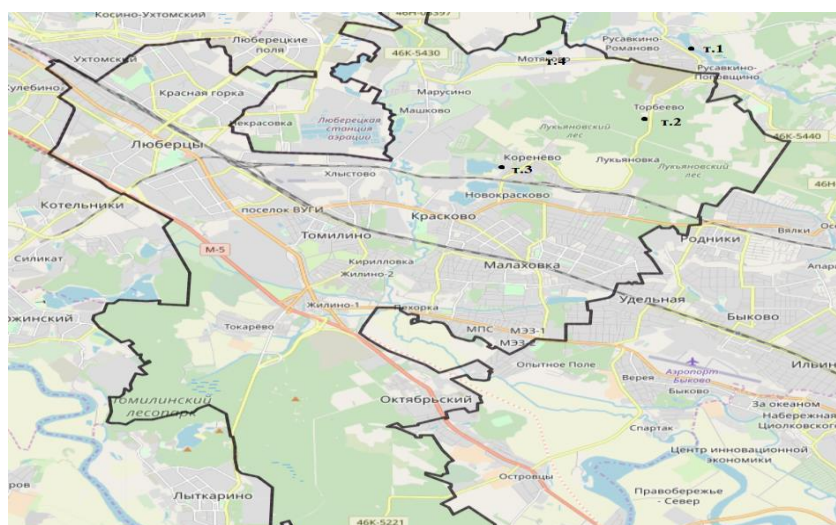 Косино-Ухтомский
46Н-08397
Люберецкие
поля
Ухтомский
46К-5430
Русавкино-
Романово
т.1
Мотяково
т.4
Русавкино-
Поповщино
Красная горка
Марусино
Торбеево
т.2
Некрасовка
Люберецкая
станция
аэрации
Машково
Лукьяновский
лес
46К-5440
Люберцы
Коренёво
т.3
Лукьяновка
Лукьяновский
лес
Хлыстово
Новокрасково
Котельники
поселок ВУГИ
Красково
Вялки
М-5
Томилино
Родники
Силикат
Кирилловка
Жилино-2
Малаховка
Удельная
Жилино-1
Пехорка
Быково
Токарёво
МПС
МЭЗ-1
МЭЗ-2
Опытное Поле
Аэропорт
Быково
Верея
Быково
Томилинский
лесопарк
Октябрьский
За океаном
Набережная
Циолковского
Спартак
Центр инновационной
экономики
Островцы
Лыткарино
Правобережье
- Север
46К-5221